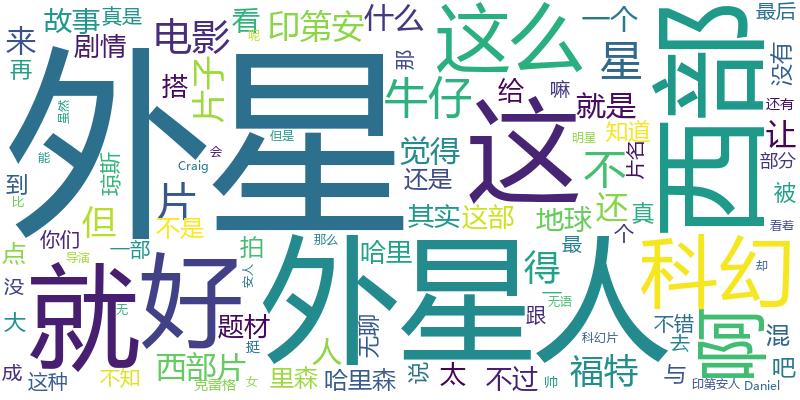 来 故事 真是 电影 看 呢 印第安 什么 这么 一个 西部 最后
再 剧情 外星 搭 片子 那 星 没有
虽然 但是 牛仔 给 嘛 就是 还有
能 会 Craig 琼斯 这 觉得 知道 明星 片名 让
到 片 还是 不 部分
比 但 不是 其实 这部 地球 还 真 被
你们 一部 拍 那么 哈里 外星人 最 个 科幻 看着
点 导演 安人 得 却
没 就 好 无 一 无语 啊
大 题材 挺 无聊 跟 科幻片 不错 混
人 说 去
成 这种 不知 西部片 克雷格 女 里森 哈里森 太 不过 帅 福特 与 印第安人 吧 Daniel